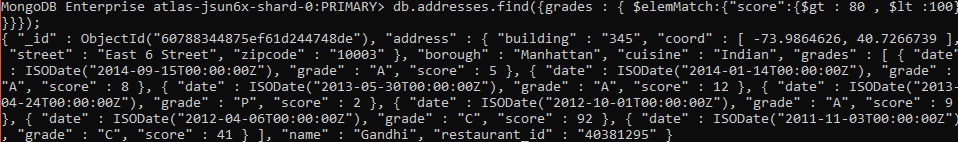 MongoDB Enterprise atlas-jsun6x-shard-0:PRIMARY> db.addresses.find({grades : { $elemMatch:{"score":{$gt : 80 , $lt :100}
}}});
{ "_id" : ObjectId("60788344875ef61d244748de"), "address" : { "building" : "345", "coord" : [ -73.9864626, 40.7266739 ],
"street" : "East 6 Street", "zipcode" : "10003" }, "borough" : "Manhattan", "cuisine" : "Indian", "grades" : [ { "date"
: ISODate("2014-09-15T00:00:00Z"), "grade" : "A", "score" : 5 }, { "date" : ISODate("2014-01-14T00:00:00Z"), "grade" :
"A", "score" : 8 }, { "date" : ISODate("2013-05-30T00:00:00Z"), "grade" : "A", "score" : 12 }, { "date" : ISODate("2013-
04-24T00:00:00Z"), "grade" : "P", "score" : 2 }, { "date" : ISODate("2012-10-01T00:00:00Z"), "grade" : "A", "score" : 9
}, { "date" : ISODate("2012-04-06T00:00:00Z"), "grade" : "C", "score" : 92 }, { "date" : ISODate("2011-11-03T00:00:00Z")
, "grade" : "C", "score" : 41 } ], "name" : "Gandhi", "restaurant_id" : "40381295" }